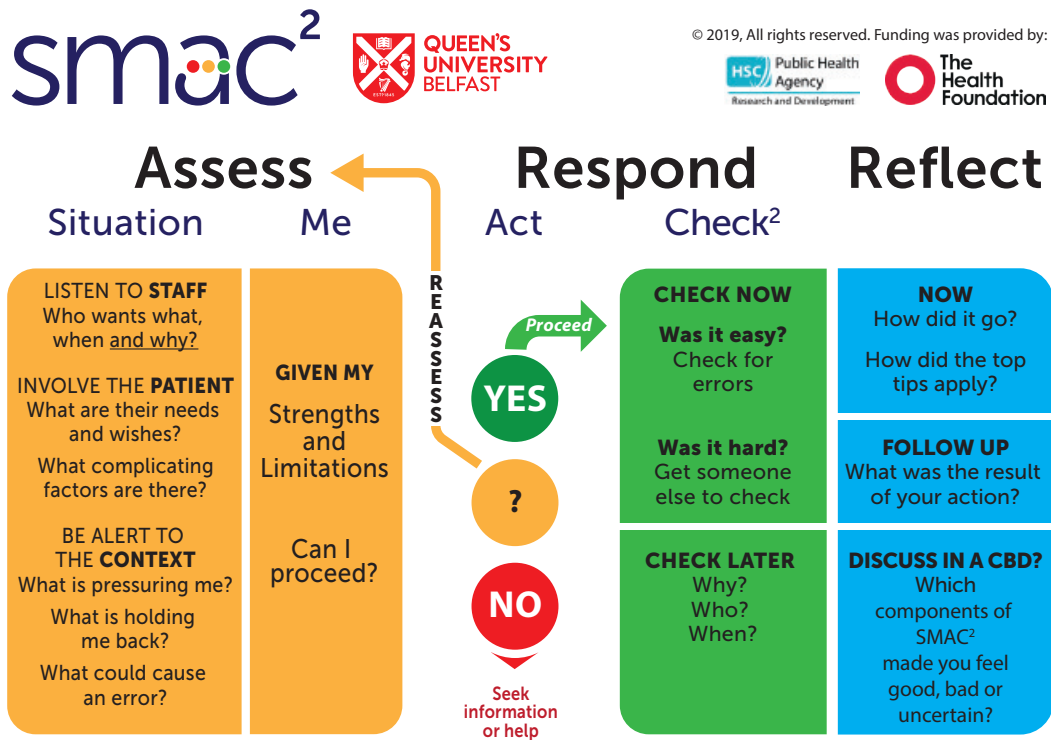 smac²
QUEEN'S
UNIVERSITY
BELFAST
ESTD 1845
© 2019, All rights reserved. Funding was provided by:
HSC Public Health
Agency
Research and Development
The
Health
Foundation
Assess
Respond
Reflect
Situation
Me
Act
Check²
LISTEN TO STAFF
Who wants what,
when and why?
INVOLVE THE PATIENT
What are their needs
and wishes?
What complicating
factors are there?
BE ALERT TO
THE CONTEXT
What is pressuring me?
What is holding
me back?
What could cause
an error?
GIVEN MY
Strengths
and
Limitations
Can I
proceed?
REASSESS
Proceed
YES
?
NO
Seek
information
or help
CHECK NOW
Was it easy?
Check for
errors
Was it hard?
Get someone
else to check
CHECK LATER
Why?
Who?
When?
NOW
How did it go?
How did the top
tips apply?
FOLLOW UP
What was the result
of your action?
DISCUSS IN A CBD?
Which
components of
SMAC²
made you feel
good, bad or
uncertain?